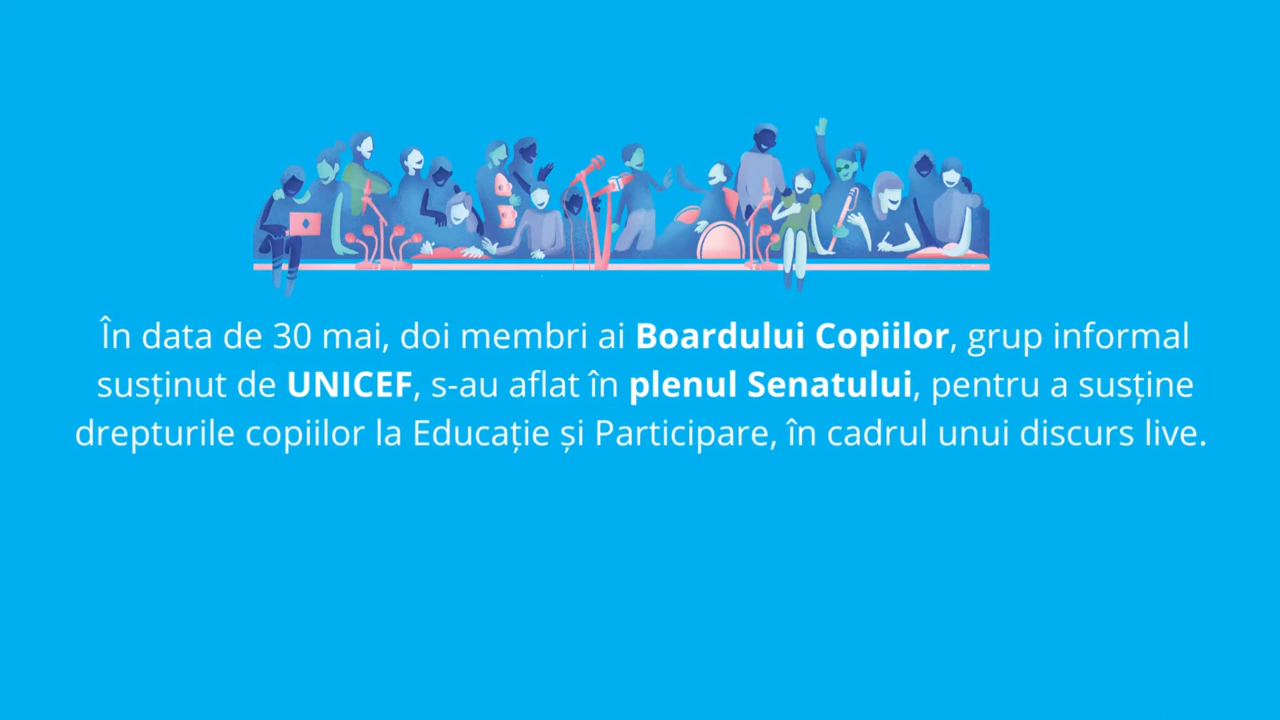 În data de 30 mai, doi membri ai Boardului Copiilor, grup informal
susținut de UNICEF, s-au aflat în plenul Senatului, pentru a susține
drepturile copiilor la Educație și Participare, în cadrul unui discurs live.